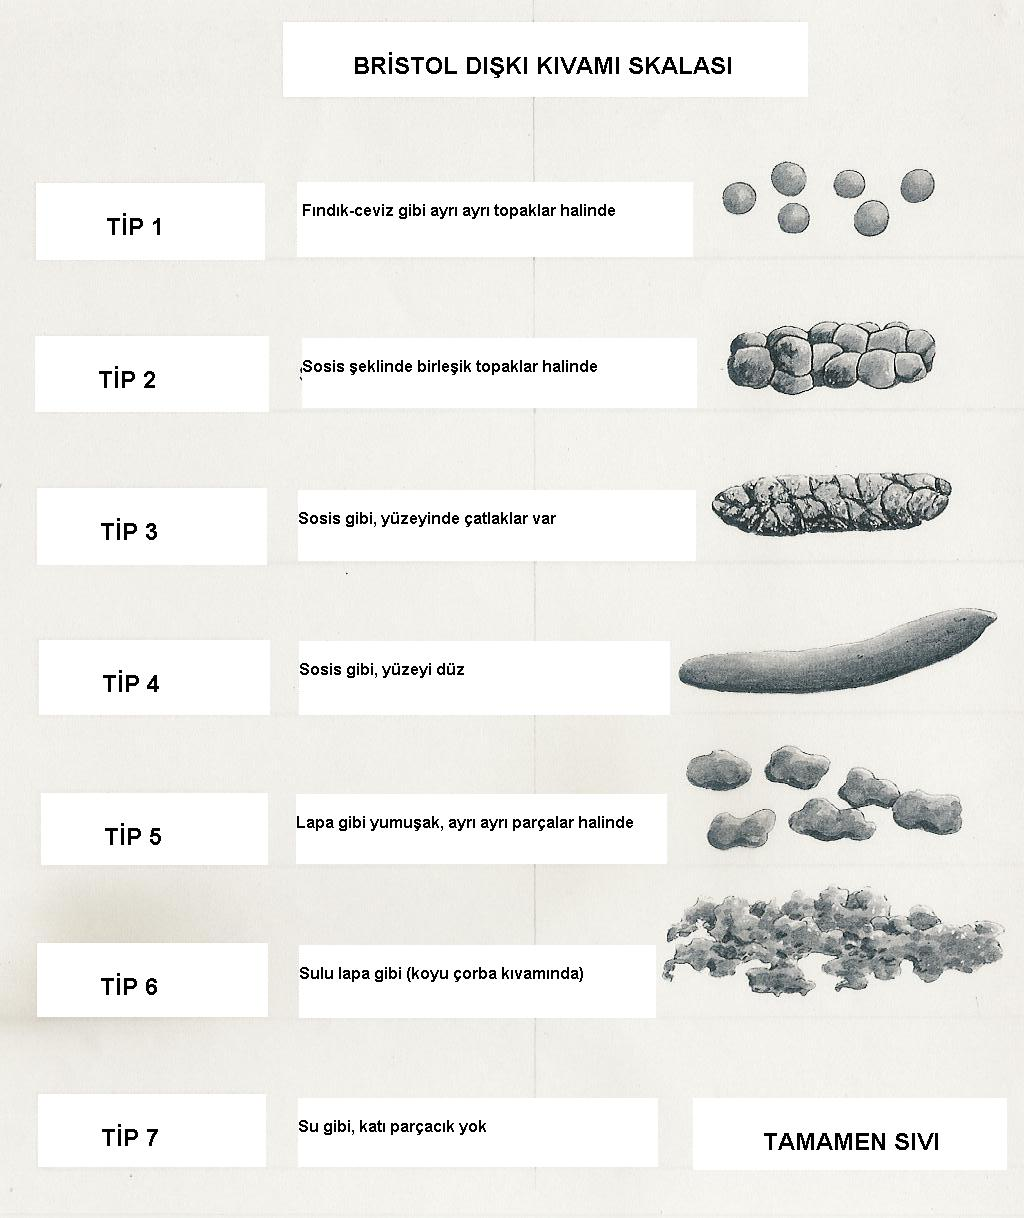 BRİSTOL DIŞKI KIVAMI SKALASI
TİP 1
Fındık-ceviz gibi ayrı ayrı topaklar halinde
TİP 2
Sosis şeklinde birleşik topaklar halinde
TİP 3
Sosis gibi, yüzeyinde çatlaklar var
TİP 4
Sosis gibi, yüzeyi düz
TİP 5
Lapa gibi yumuşak, ayrı ayrı parçalar halinde
TİP 6
Sulu lapa gibi (koyu çorba kıvamında)
TİP 7
Su gibi, katı parçacık yok
TAMAMEN SIVI